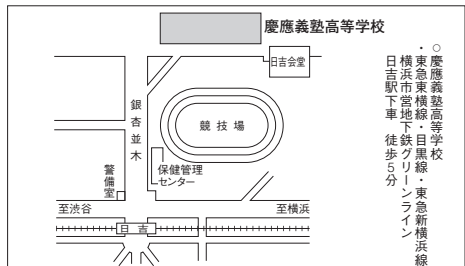 慶應義塾高等学校
日吉会堂
銀杏並木
競技場
保健管理
センター
警備室
至渋谷
至横浜
日吉
○慶應義塾高等学校
・東急東横線・目黒線・東急新横浜線
横浜市営地下鉄グリーンライン
日吉駅下車 徒歩5分